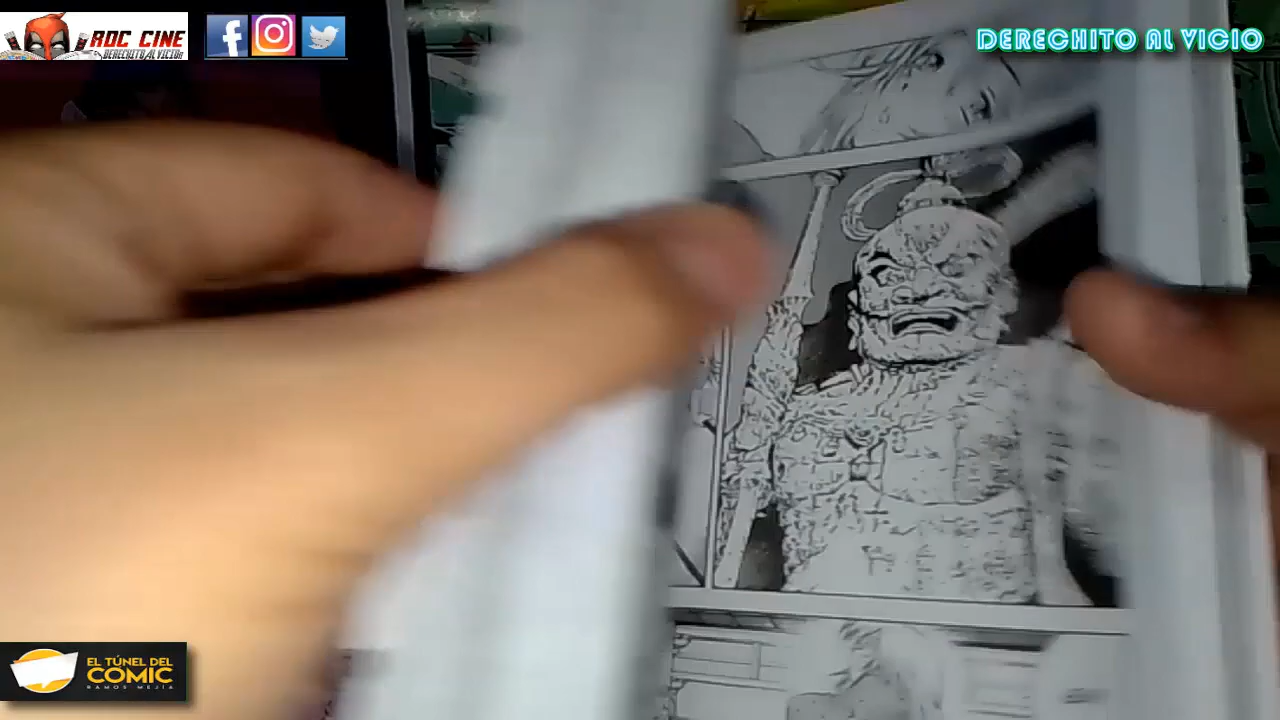 ROC CINE
DERECHITO AL VICIO
DERECHITO AL VICIO
EL TÚNEL DEL
COMIC
RAMOS MEJÍA